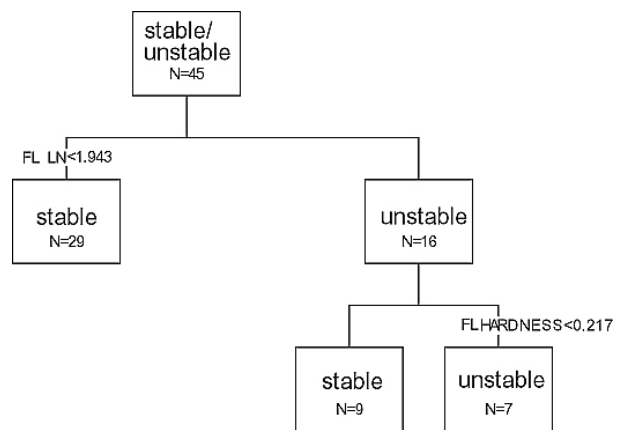 stable/
unstable
N=45
FL LN<1.943
stable
N=29
unstable
N=16
FLHARDNESS<0.217
stable
N=9
unstable
N=7